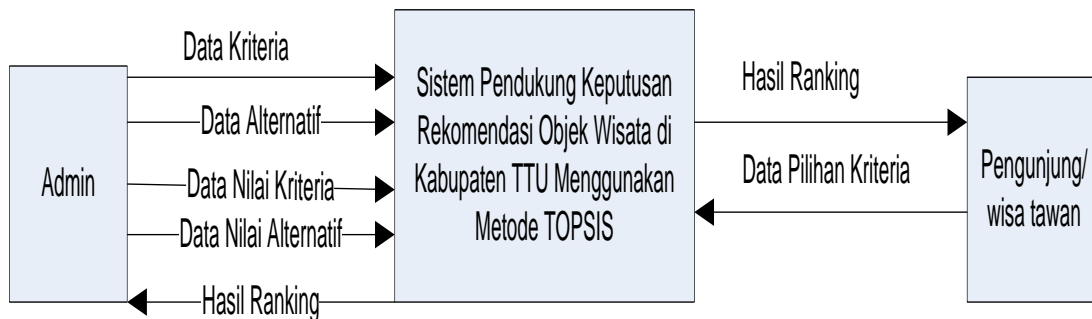 Data Kriteria
Data Alternatif
Data Nilai Kriteria
Data Nilai Alternatif
Hasil Ranking
Admin
Sistem Pendukung Keputusan
Rekomendasi Objek Wisata di
Kabupaten TTU Menggunakan
Metode TOPSIS
Hasil Ranking
Data Pilihan Kriteria
Pengunjung/
wisa tawan